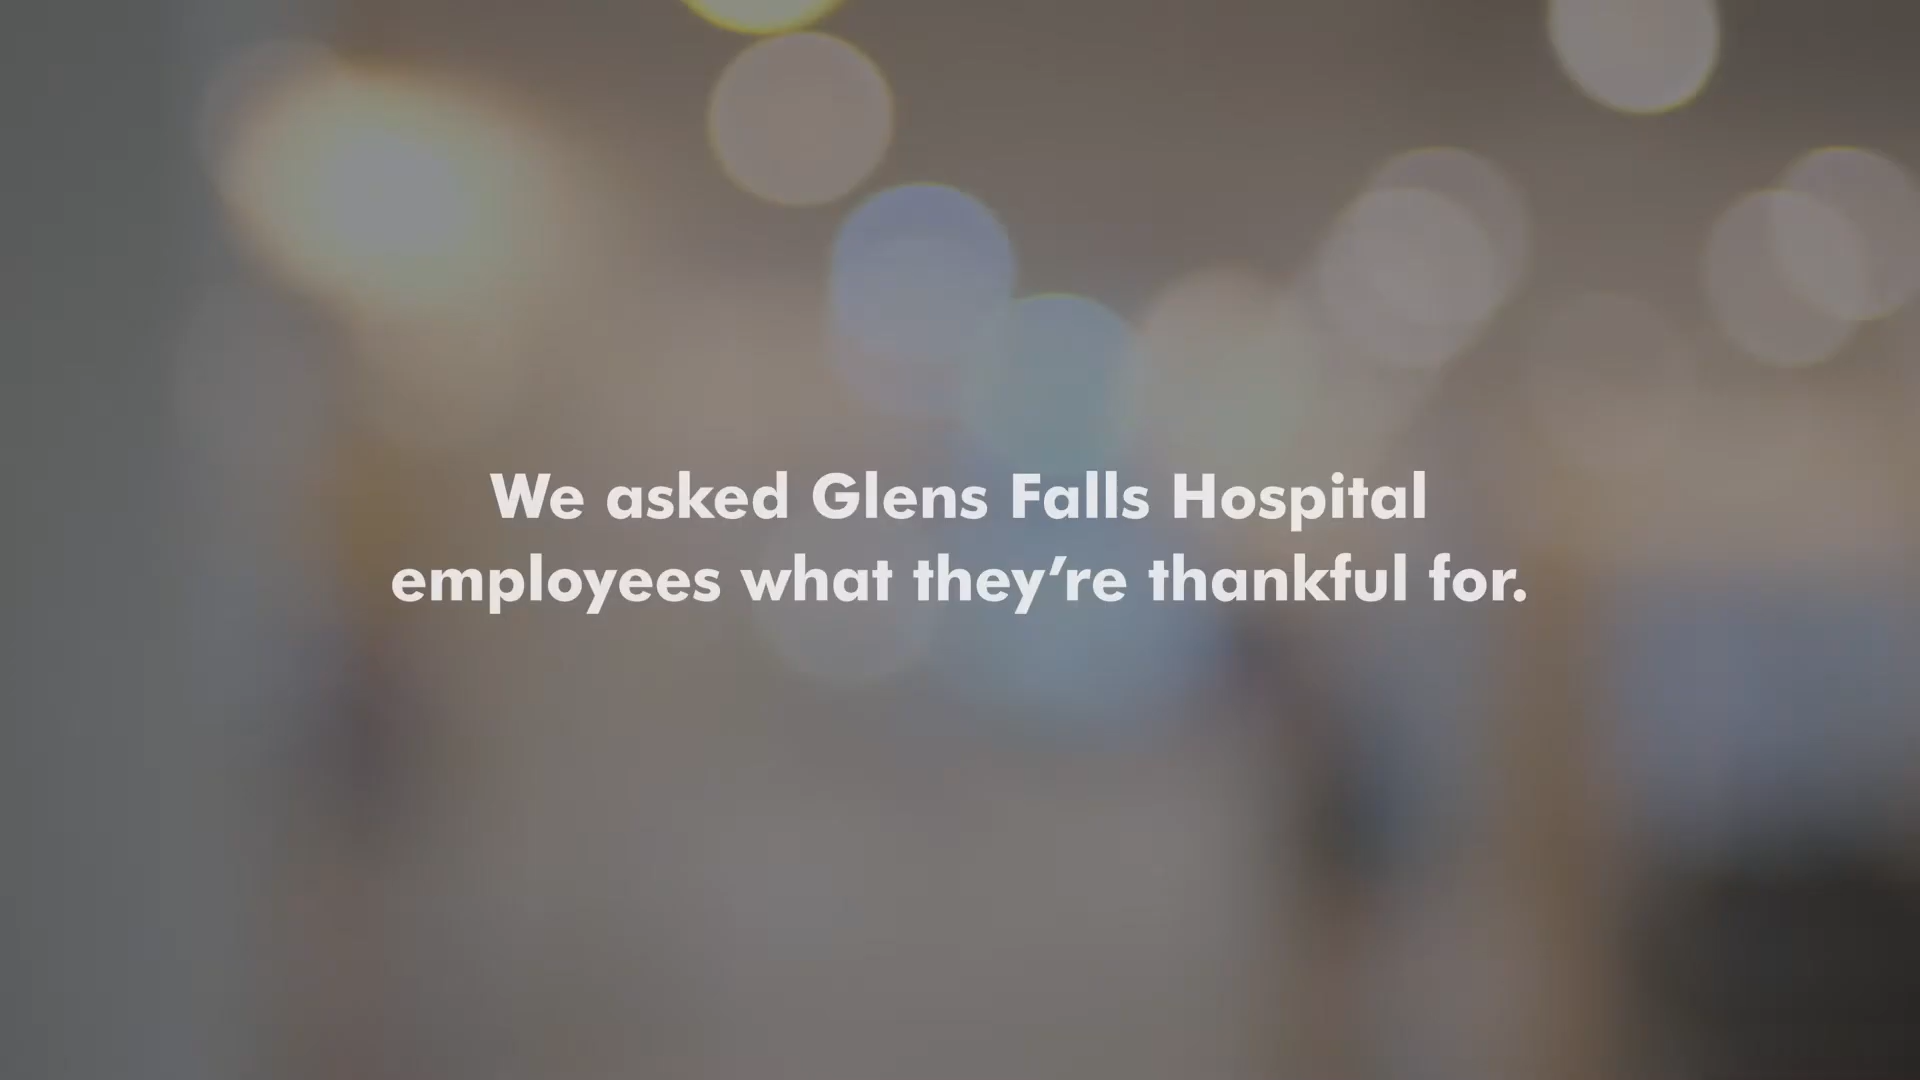 We asked Glens Falls Hospital
employees what they’re thankful for.